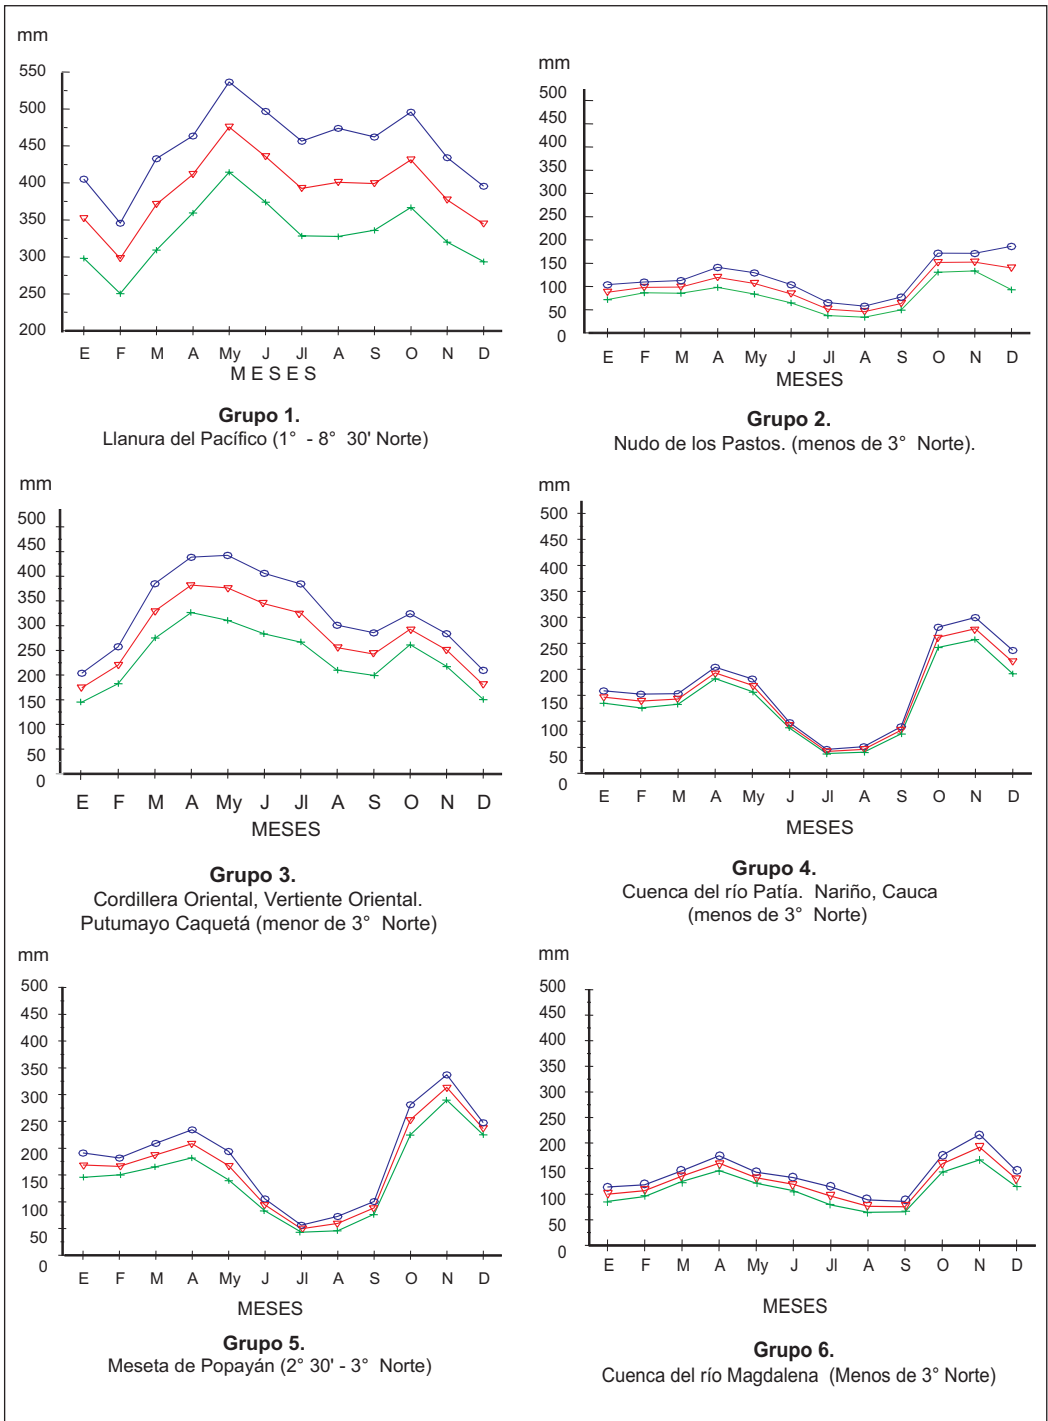 mm
550
500
450
400
350
300
250
200
E F M A My J Jl A S O N D
M E S E S
Grupo 1.
Llanura del Pacífico (1° - 8° 30' Norte)
mm
500
450
400
350
300
250
200
150
100
50
0
E F M A My J Jl A S O N D
MESES
Grupo 2.
Nudo de los Pastos. (menos de 3° Norte).
mm
500
450
400
350
300
250
200
150
100
50
0
E F M A My J Jl A S O N D
MESES
Grupo 3.
Cordillera Oriental, Vertiente Oriental.
Putumayo Caquetá (menor de 3° Norte)
mm
500
450
400
350
300
250
200
150
100
50
0
E F M A My J Jl A S O N D
MESES
Grupo 4.
Cuenca del río Patía. Nariño, Cauca
(menos de 3° Norte)
mm
500
450
400
350
300
250
200
150
100
50
0
E F M A My J Jl A S O N D
MESES
Grupo 5.
Meseta de Popayán (2° 30' - 3° Norte)
mm
500
450
400
350
300
250
200
150
100
50
0
E F M A My J Jl A S O N D
MESES
Grupo 6.
Cuenca del río Magdalena (Menos de 3° Norte)